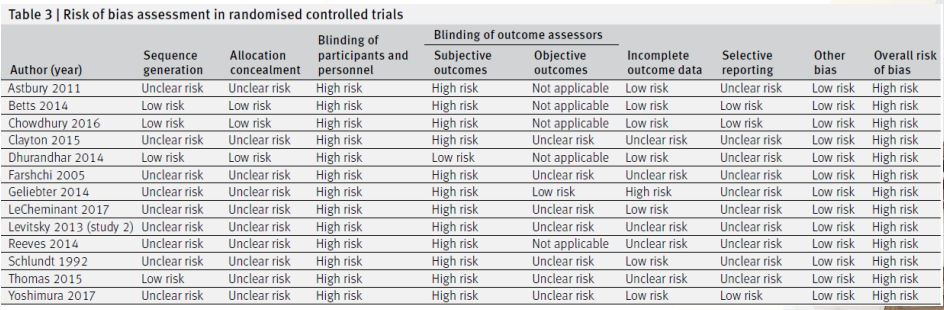 Table 3 | Risk of bias assessment in randomised controlled trials
Blinding of outcome assessors
Author (year) Sequence generation Allocation concealment Blinding of participants and personnel Subjective outcomes Objective outcomes Incomplete outcome data Selective reporting Other bias Overall risk of bias
Astbury 2011 Unclear risk Unclear risk High risk High risk Not applicable Low risk Unclear risk Low risk High risk
Betts 2014 Low risk Low risk High risk High risk Not applicable Low risk Low risk Low risk High risk
Chowdhury 2016 Low risk Low risk High risk High risk Not applicable Low risk Low risk Low risk High risk
Clayton 2015 Unclear risk Unclear risk High risk High risk Unclear risk Unclear risk Unclear risk Low risk High risk
Dhurandhar 2014 Low risk Low risk High risk Low risk Not applicable Low risk Unclear risk Low risk High risk
Farshchi 2005 Unclear risk Unclear risk High risk High risk Unclear risk Unclear risk Unclear risk Low risk High risk
Geliebter 2014 Unclear risk Unclear risk High risk High risk Low risk High risk Unclear risk Low risk High risk
LeCheminant 2017 Unclear risk Unclear risk High risk High risk Unclear risk Low risk Unclear risk Low risk High risk
Levitsky 2013 (study 2) Unclear risk Unclear risk High risk High risk Unclear risk Unclear risk Unclear risk Low risk High risk
Reeves 2014 Unclear risk Unclear risk High risk High risk Not applicable Unclear risk Unclear risk Low risk High risk
Schlundt 1992 Unclear risk Unclear risk High risk High risk Unclear risk Low risk Unclear risk Low risk High risk
Thomas 2015 Low risk Unclear risk High risk High risk Unclear risk Unclear risk Unclear risk Low risk High risk
Yoshimura 2017 Unclear risk Unclear risk High risk High risk Unclear risk Low risk Low risk Low risk High risk